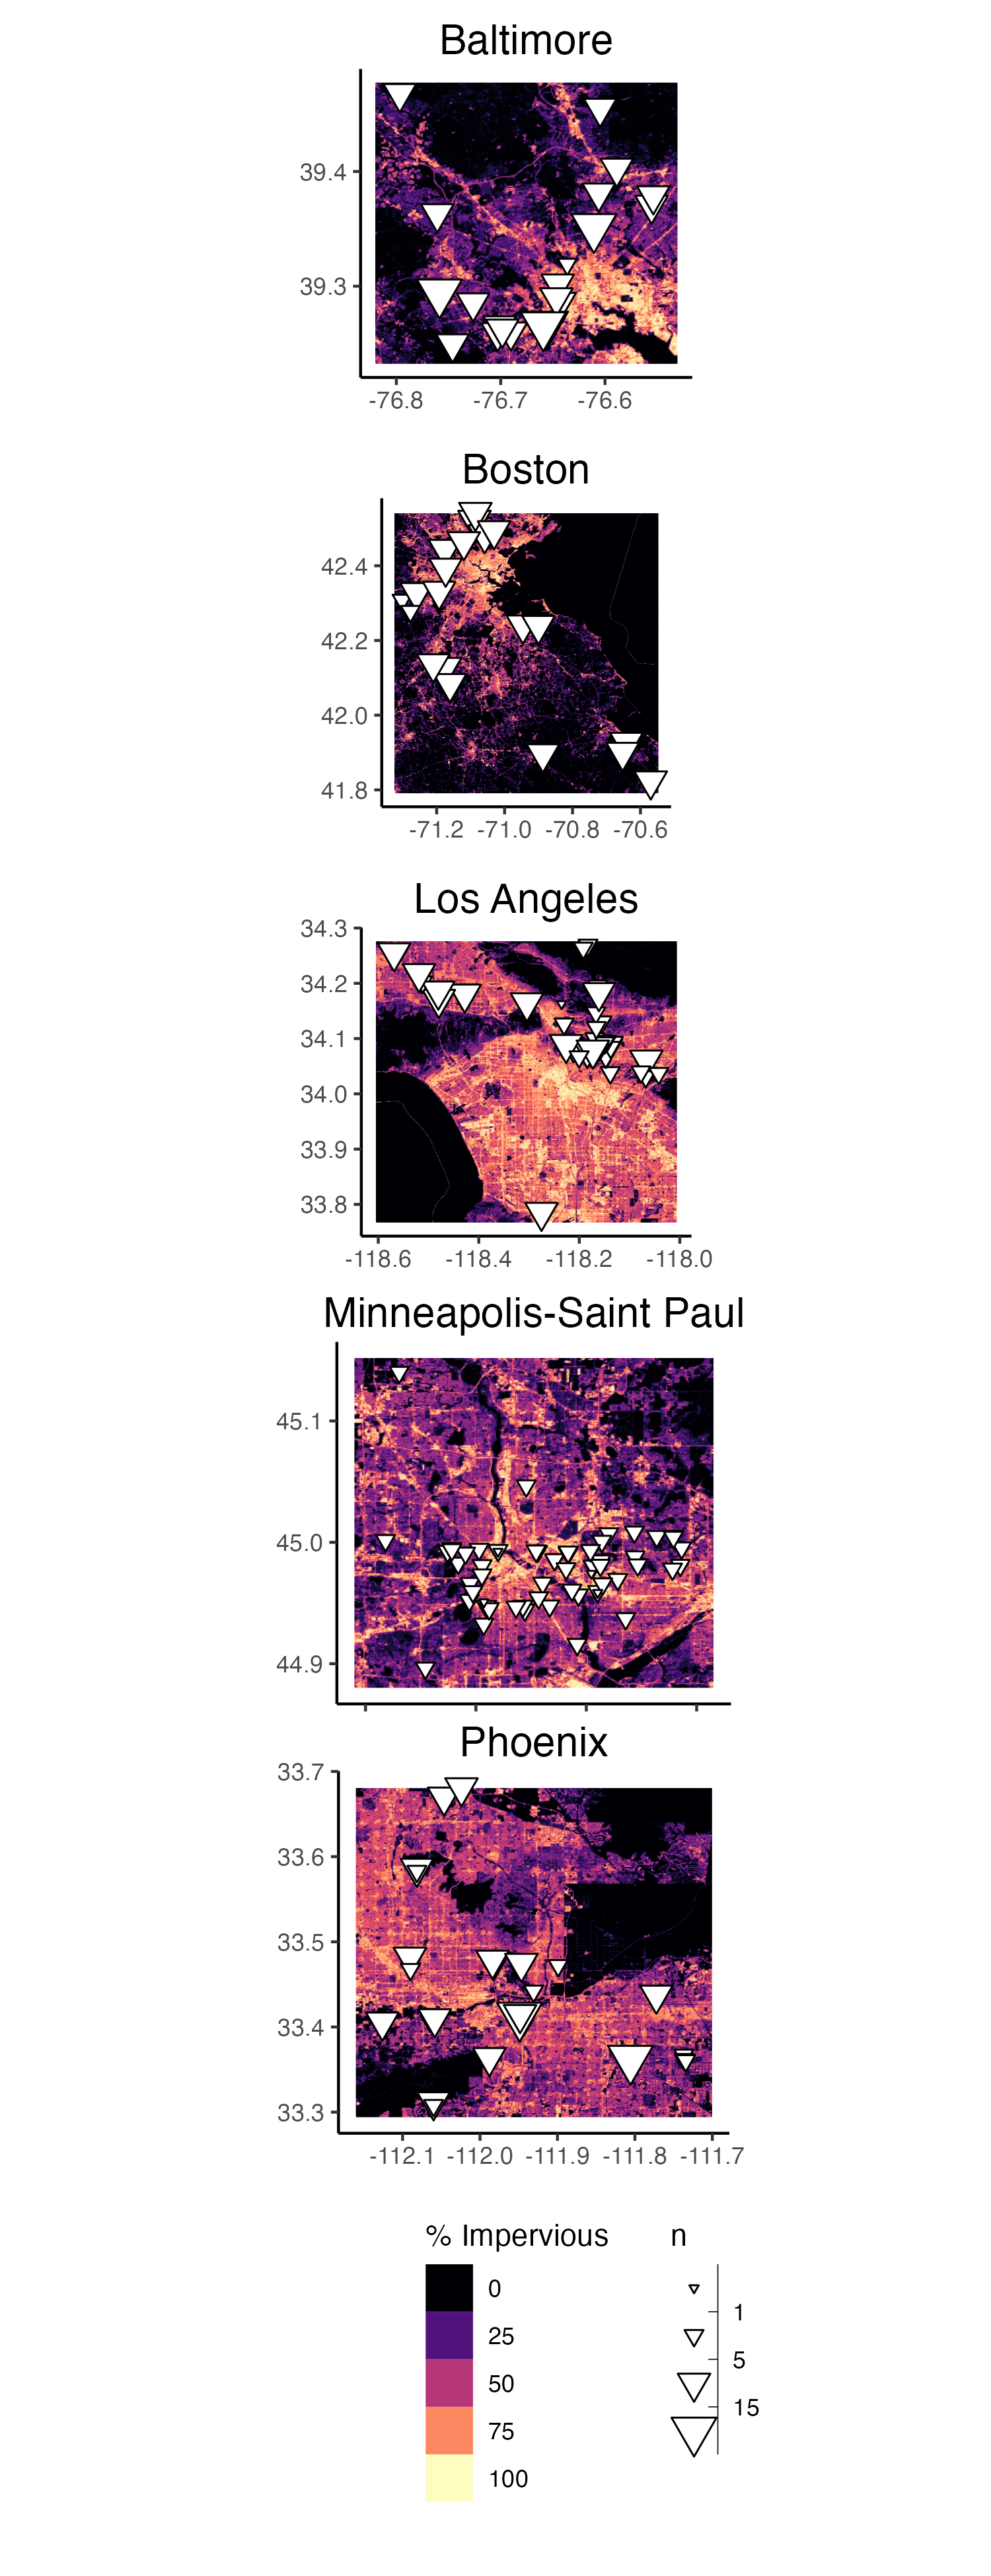 Baltimore
39.4
39.3
-76.8 -76.7 -76.6
Boston
42.4
42.2
42.0
41.8
-71.2 -71.0 -70.8 -70.6
Los Angeles
34.3
34.2
34.1
34.0
33.9
33.8
-118.6 -118.4 -118.2 -118.0
Minneapolis-Saint Paul
45.1
45.0
44.9
Phoenix
33.7
33.6
33.5
33.4
33.3
-112.1 -112.0 -111.9 -111.8 -111.7
% Impervious n
0
1
25
5
50
15
75
100